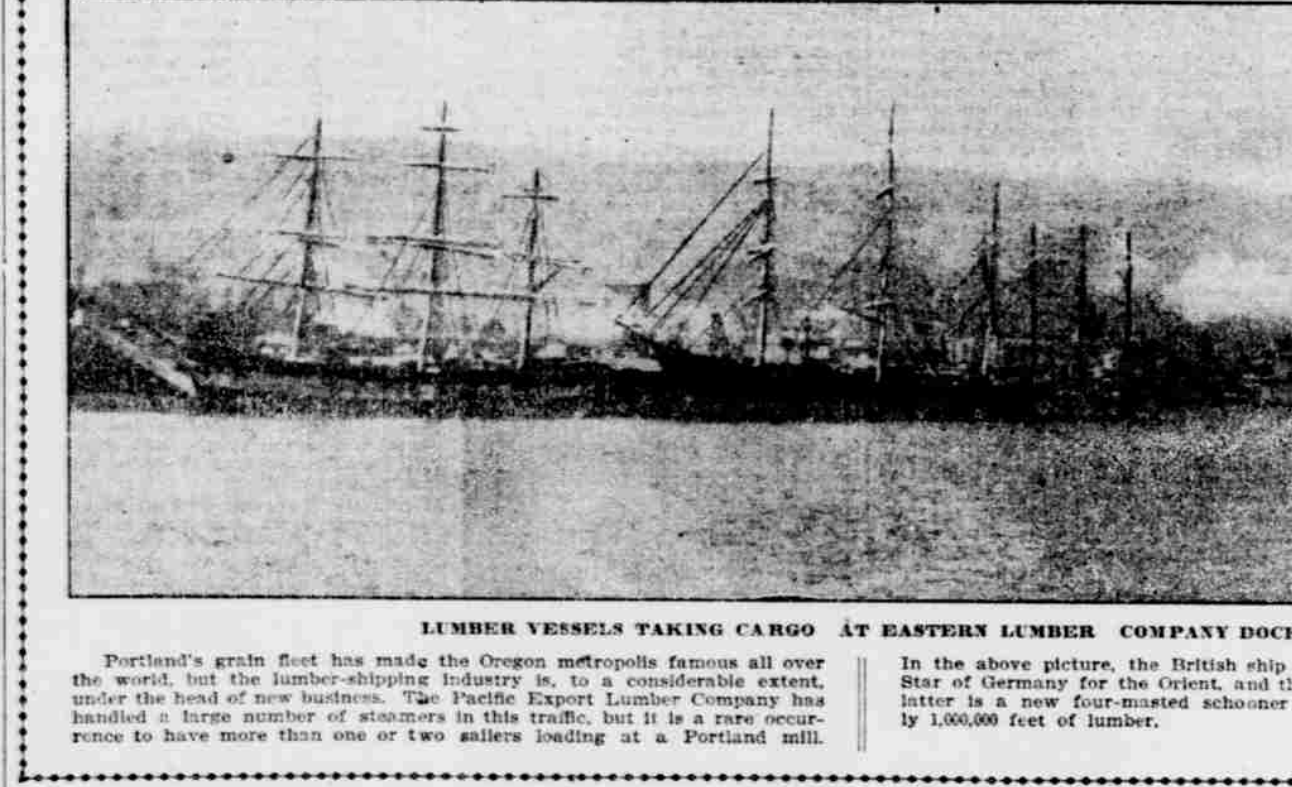 LUMBER VESSELS TAKING CARGO AT EASTERN LUMBER COMPANY DOC
Portland's grain fleet has made the Oregon metropolis famous all over
the world, but the lumber-shipping industry is, to a considerable extent,
under the head of new business. The Pacific Export Lumber Company has
handled a large number of steamers in this traffic, but it is a rare occur-
rence to have more than one or two sailers loading at a Portland mill.
In the above picture, the British ship
Star of Germany for the Orient, and th
latter is a new four-masted schooner
ly 1,000,000 feet of lumber.